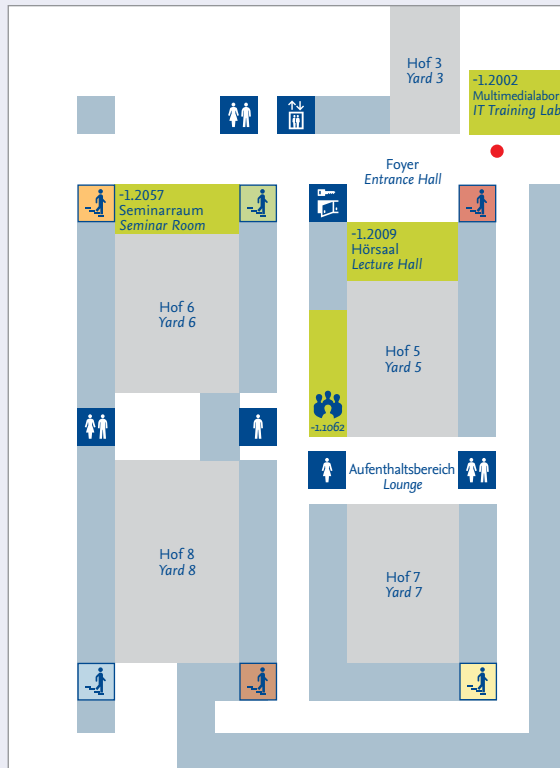 Hof 3
Yard 3
-1.2002
Multimedialabor
IT Training Lab
Foyer
Entrance Hall
-1.2057
Seminarraum
Seminar Room
-1.2009
Hörsaal
Lecture Hall
Hof 6
Yard 6
Hof 5
Yard 5
-1.1062
Aufenthaltsbereich
Lounge
Hof 8
Yard 8
Hof 7
Yard 7